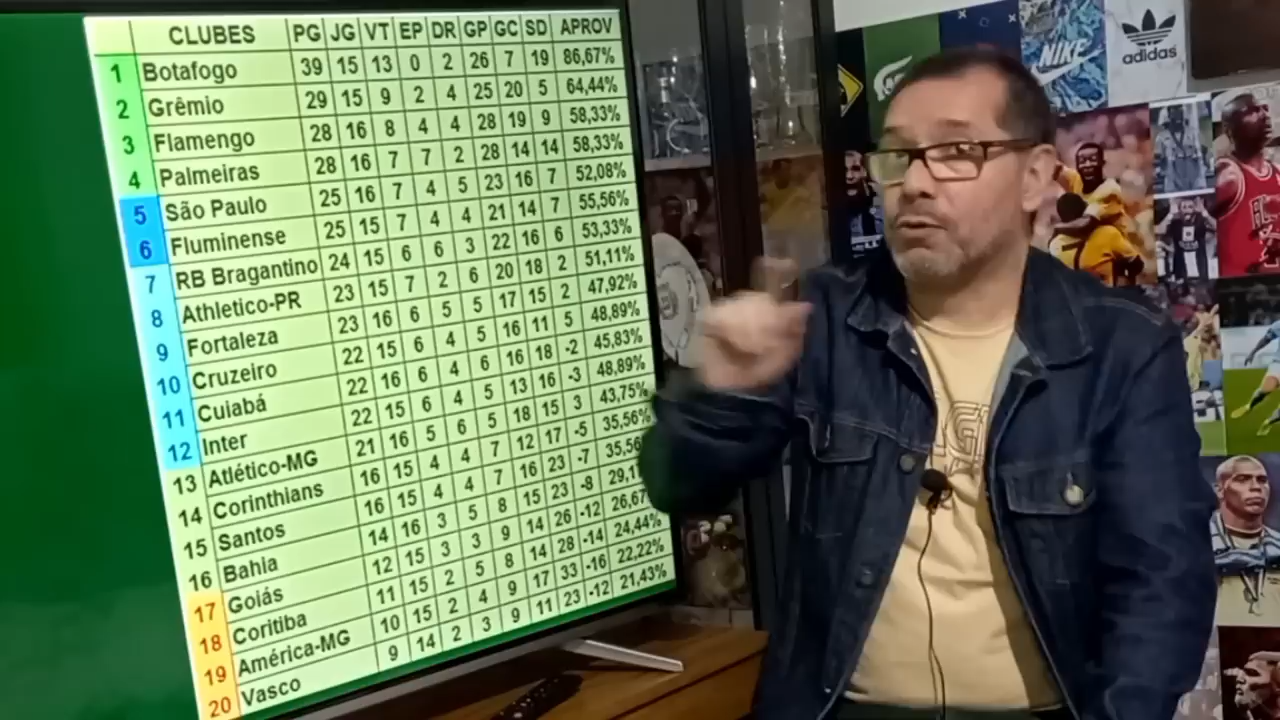 CLUBES PG JG VT EP DR GP GC SD APROV
1 Botafogo 39 15 13 0 2 26 7 19 86,67%
2 Grêmio 29 15 9 2 4 25 20 5 64,44%
3 Flamengo 28 16 8 4 4 28 19 9 58,33%
4 Palmeiras 28 16 7 7 2 28 14 14 58,33%
5 São Paulo 25 16 7 4 5 23 16 7 52,08%
6 Fluminense 25 15 7 4 4 21 14 7 55,56%
7 RB Bragantino 24 15 6 6 3 22 16 6 53,33%
8 Athletico-PR 23 15 7 2 6 20 18 2 51,11%
9 Fortaleza 23 16 6 5 5 17 15 2 47,92%
10 Cruzeiro 22 15 6 4 5 16 11 5 48,89%
11 Cuiabá 22 16 6 4 6 16 18 -2 45,83%
12 Inter 22 15 6 4 5 13 16 -3 48,89%
13 Atlético-MG 21 16 5 6 5 18 15 3 43,75%
14 Corinthians 16 15 4 4 7 12 17 -5 35,56%
15 Santos 16 15 4 4 7 16 23 -7 35,56
16 Bahia 14 16 3 5 8 15 23 -8 29,1
17 Goiás 12 15 3 3 9 14 26 -12 26,67
18 Coritiba 11 15 2 5 8 14 28 -14 24,44%
19 América-MG 10 15 2 4 9 17 33 -16 22,22%
20 Vasco 9 14 2 3 9 11 23 -12 21,43%
NIKE
adidas